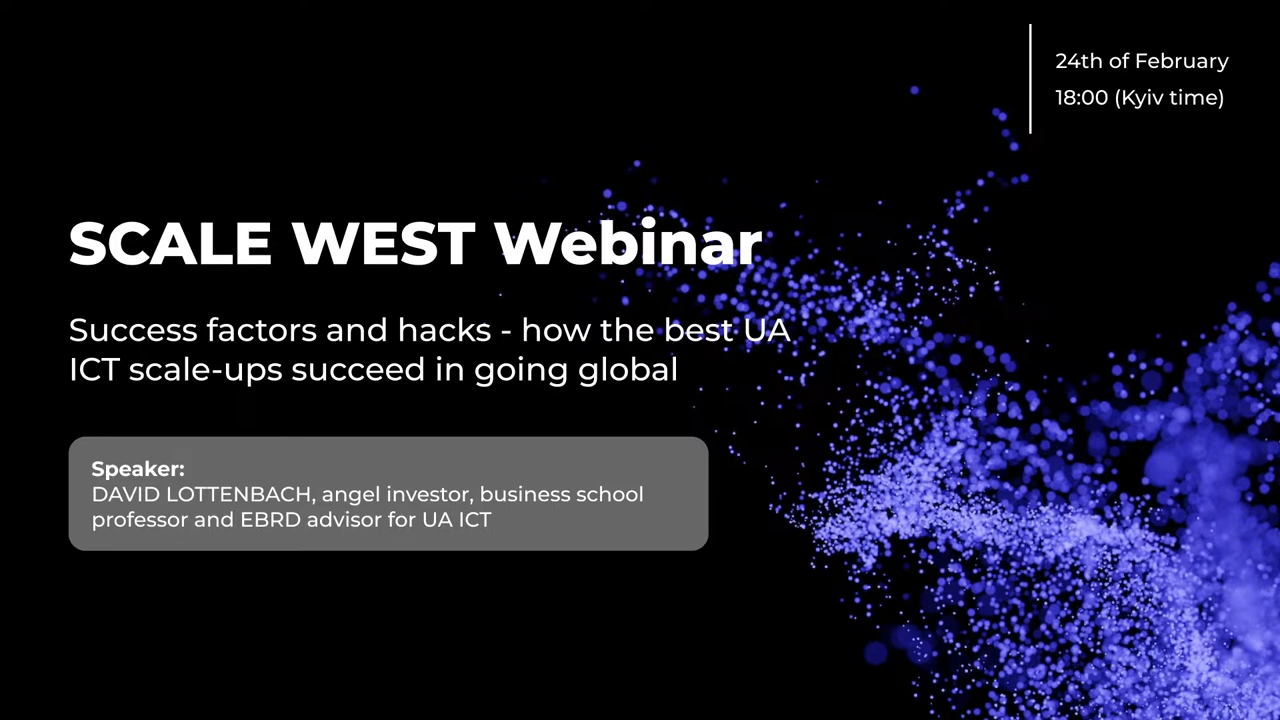 24th of February
18:00 (Kyiv time)
SCALE WEST Webinar
Success factors and hacks - how the best UA
ICT scale-ups succeed in going global
Speaker:
DAVID LOTTENBACH, angel investor, business school
professor and EBRD advisor for UA ICT